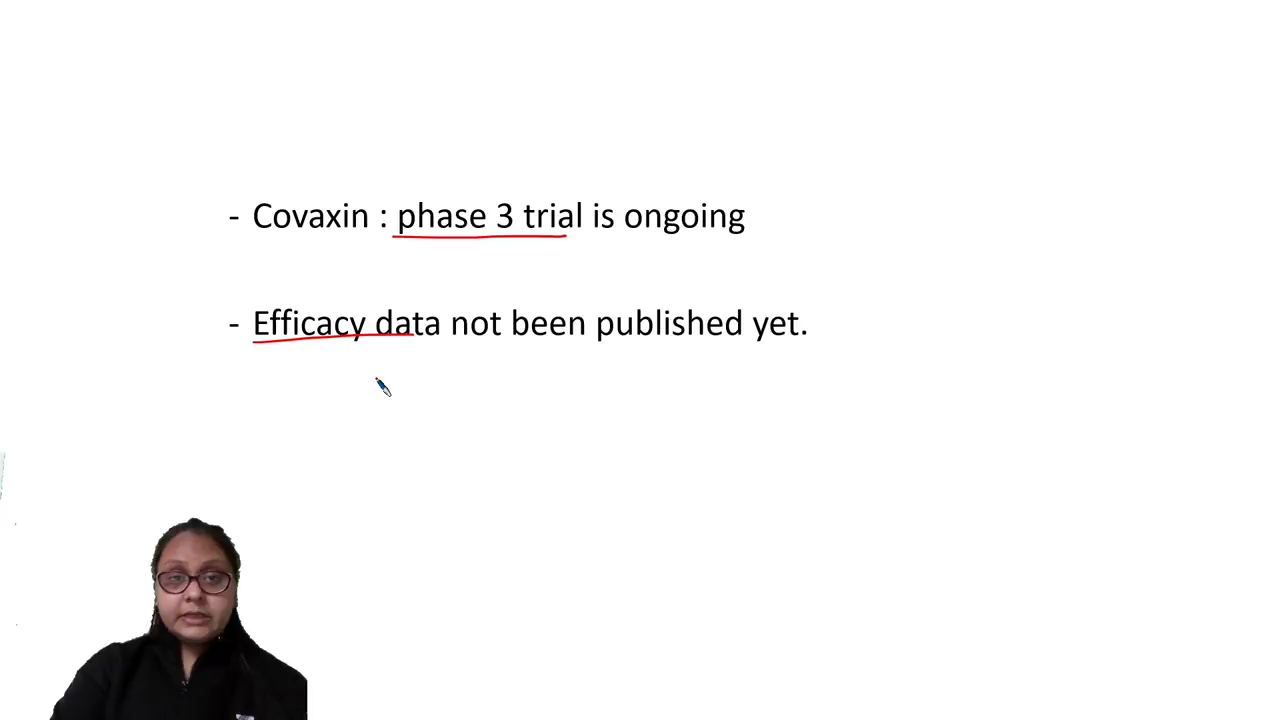 - Covaxin : phase 3 trial is ongoing
- Efficacy data not been published yet.